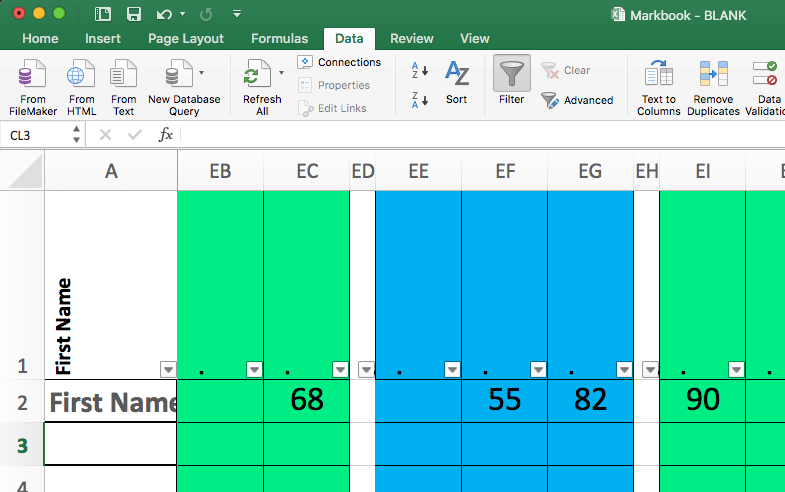 Markbook - BLANK
Home Insert Page Layout Formulas Data Review View
From FileMaker
From HTML
From Text
New Database Query
Refresh All
Connections
Properties
Edit Links
A Z
Z A
A Z
Sort
Filter
Clear
Advanced
Text to Columns
Remove Duplicates
Data
CL3 fx
A EB EC ED EE EF EG EH EI
1 First Name . . . . . . . .
2 First Name 68 55 82 90
3
4